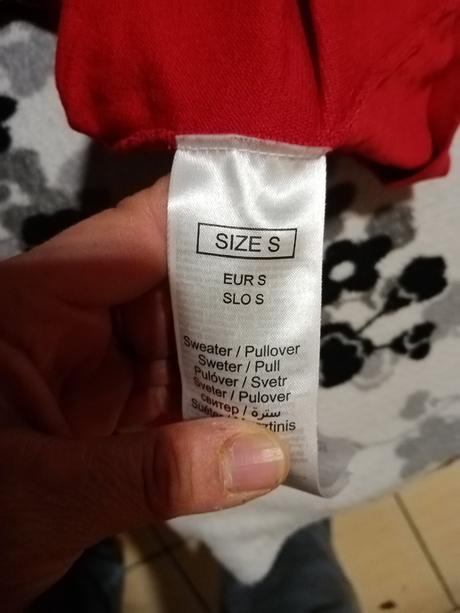 SIZE S
EUR S
SLO S
Sweater / Pullover
Sweter / Pull
Pulóver / Svetr
Sveter / Pulover
свитер / سترة